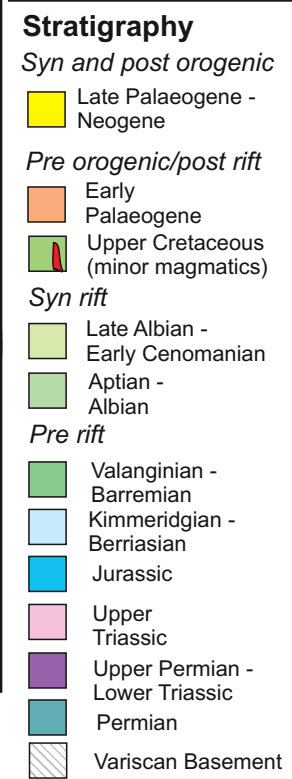 Stratigraphy
Syn and post orogenic
Late Palaeogene -
Neogene
Pre orogenic/post rift
Early
Palaeogene
Upper Cretaceous
(minor magmatics)
Syn rift
Late Albian -
Early Cenomanian
Aptian -
Albian
Pre rift
Valanginian -
Barremian
Kimmeridgian -
Berriasian
Jurassic
Upper
Triassic
Upper Permian -
Lower Triassic
Permian
Variscan Basement